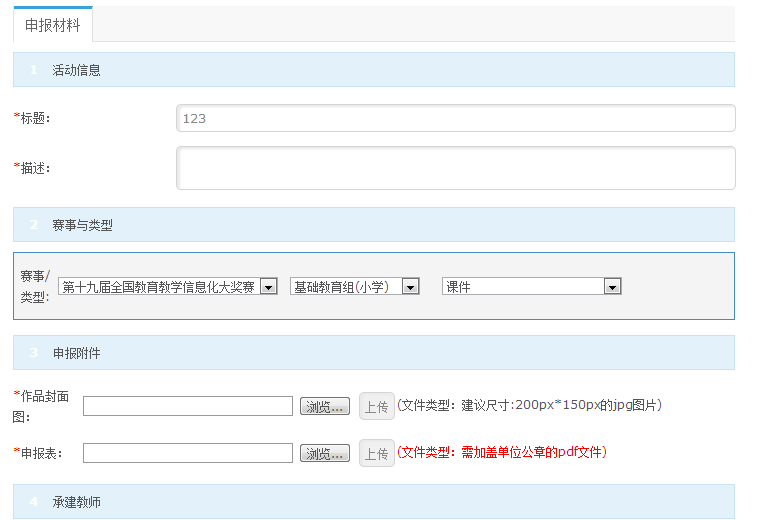 申报材料
1 活动信息
*标题： 123
*描述：
2 赛事与类型
赛事/
类型: 第十九届全国教育教学信息化大奖赛 基础教育组(小学) 课件
3 申报附件
*作品封面
图: 浏览... 上传 (文件类型：建议尺寸:200px*150px的jpg图片)
*申报表: 浏览... 上传 (文件类型：需加盖单位公章的pdf文件)
4 承建教师